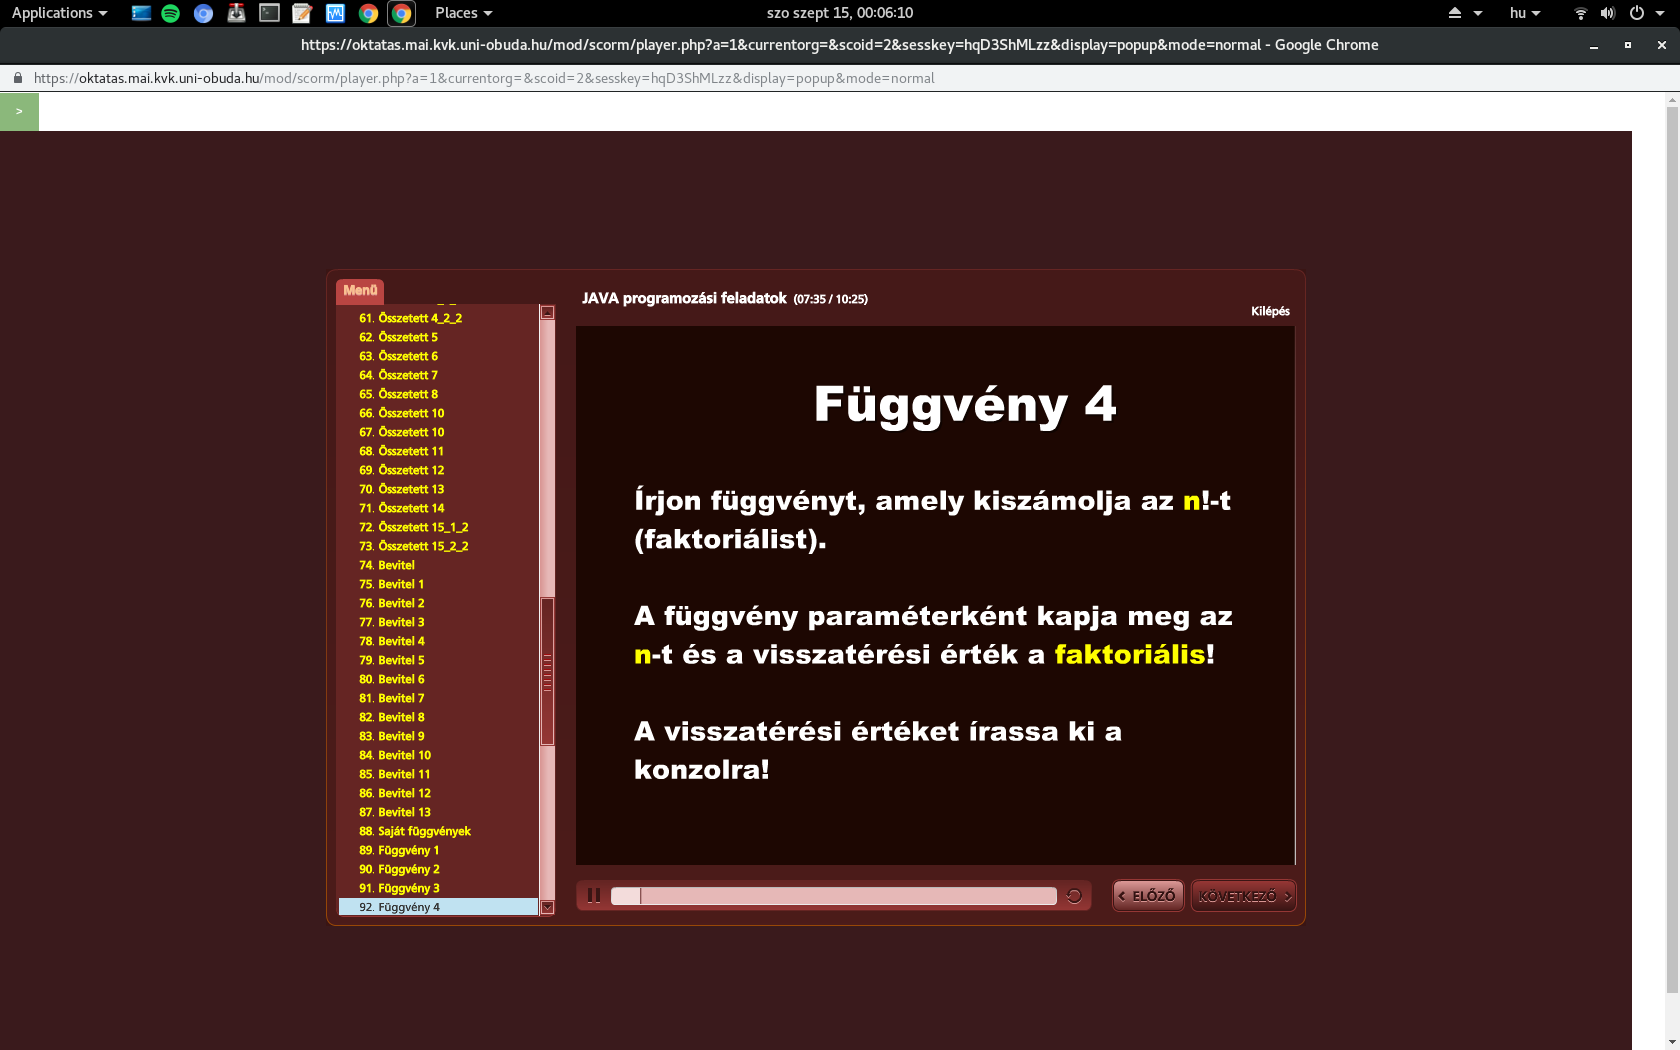 Applications
Places
szo szept 15, 00:06:10
hu
https://oktatas.mai.kvk.uni-obuda.hu/mod/scorm/player.php?a=1&currentorg=&scoid=2&sesskey=hqD3ShMLzz&display=popup&mode=normal - Google Chrome
https://oktatas.mai.kvk.uni-obuda.hu/mod/scorm/player.php?a=1&currentorg=&scoid=2&sesskey=hqD3ShMLzz&display=popup&mode=normal
>
Menü
61. Összetett 4_2_2
62. Összetett 5
63. Összetett 6
64. Összetett 7
65. Összetett 8
66. Összetett 10
67. Összetett 10
68. Összetett 11
69. Összetett 12
70. Összetett 13
71. Összetett 14
72. Összetett 15_1_2
73. Összetett 15_2_2
74. Bevitel
75. Bevitel 1
76. Bevitel 2
77. Bevitel 3
78. Bevitel 4
79. Bevitel 5
80. Bevitel 6
81. Bevitel 7
82. Bevitel 8
83. Bevitel 9
84. Bevitel 10
85. Bevitel 11
86. Bevitel 12
87. Bevitel 13
88. Saját függvények
89. Függvény 1
90. Függvény 2
91. Függvény 3
92. Függvény 4
JAVA programozási feladatok (07:35 / 10:25)
Kilépés
Függvény 4
Írjon függvényt, amely kiszámolja az n!-t
(faktoriálist).
A függvény paraméterként kapja meg az
n-t és a visszatérési érték a faktoriális!
A visszatérési értéket írassa ki a
konzolra!
< ELŐZŐ
KÖVETKEZŐ >